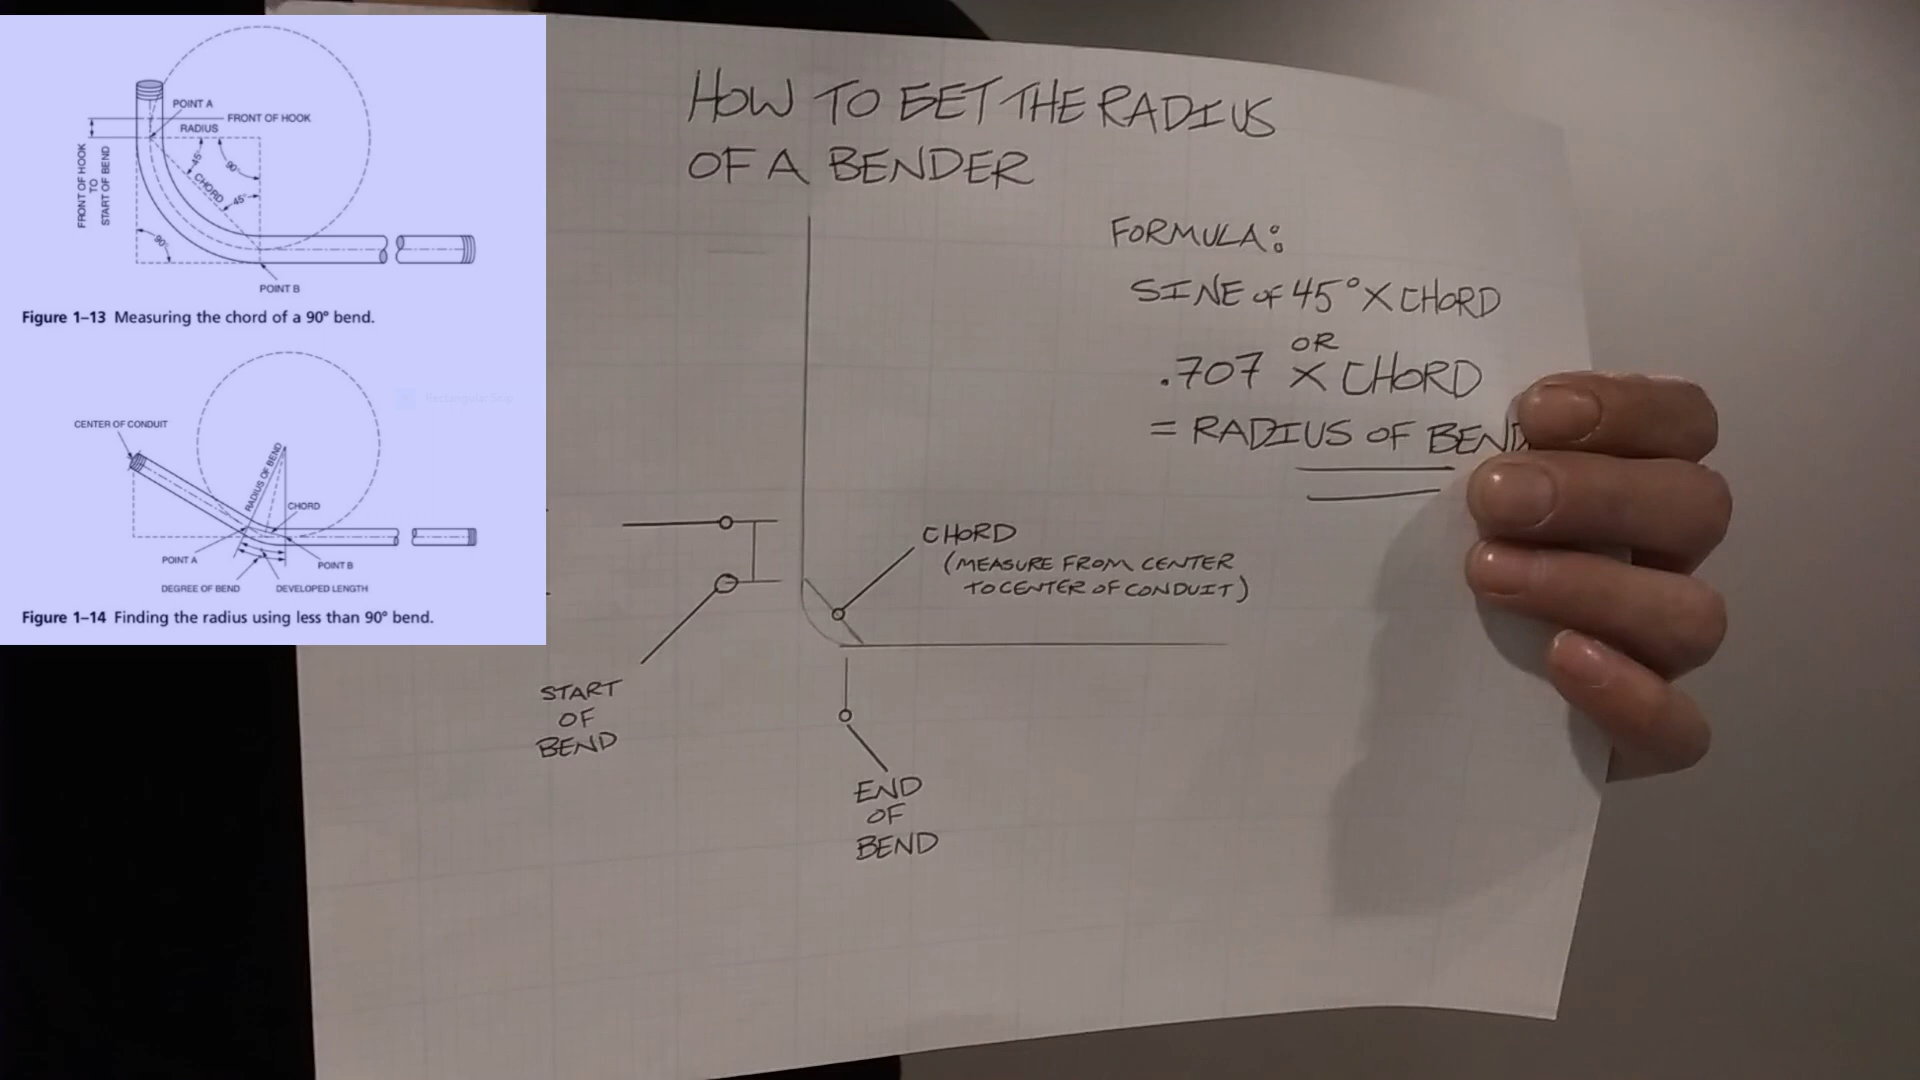 POINT A
FRONT OF HOOK
RADIUS
FRONT OF HOOK
TO
START OF BEND
45°
90°
CHORD
45°
90°
POINT B
Figure 1–13 Measuring the chord of a 90° bend.
CENTER OF CONDUIT
RADIUS OF BEND
CHORD
POINT A
POINT B
DEGREE OF BEND
DEVELOPED LENGTH
Figure 1–14 Finding the radius using less than 90° bend.
Rectangular Snip
HOW TO GET THE RADIUS
OF A BENDER
FORMULA:
SINE OF 45° X CHORD
OR
.707 X CHORD
= RADIUS OF BEND
CHORD
(MEASURE FROM CENTER
TO CENTER OF CONDUIT)
START
OF
BEND
END
OF
BEND